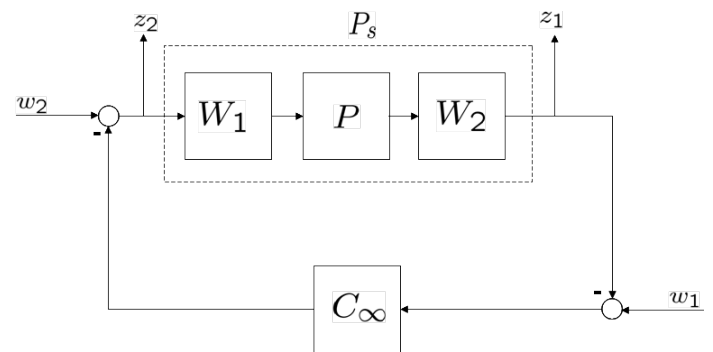 z₂
z₁
Pₛ
w₂
W₁
P
W₂
-
-
C∞
w₁